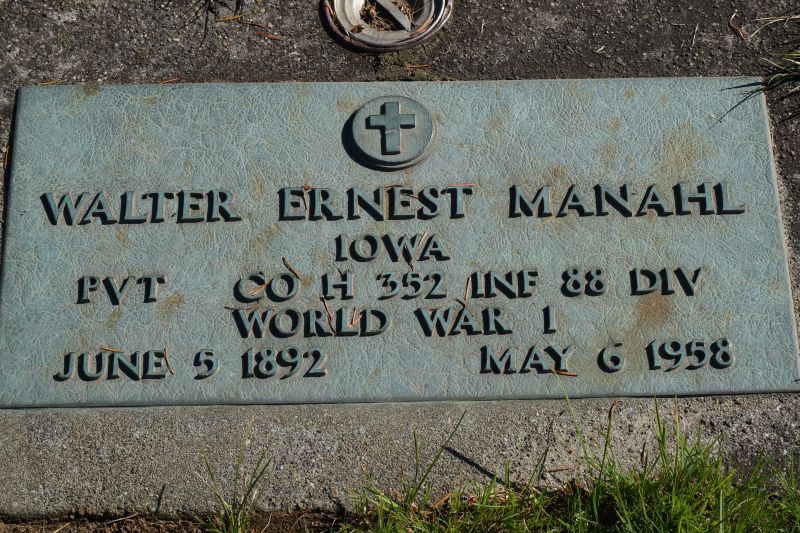 WALTER ERNEST MANAHL
IOWA
PVT CO H 352 INF 88 DIV
WORLD WAR I
JUNE 5 1892 MAY 6 1958